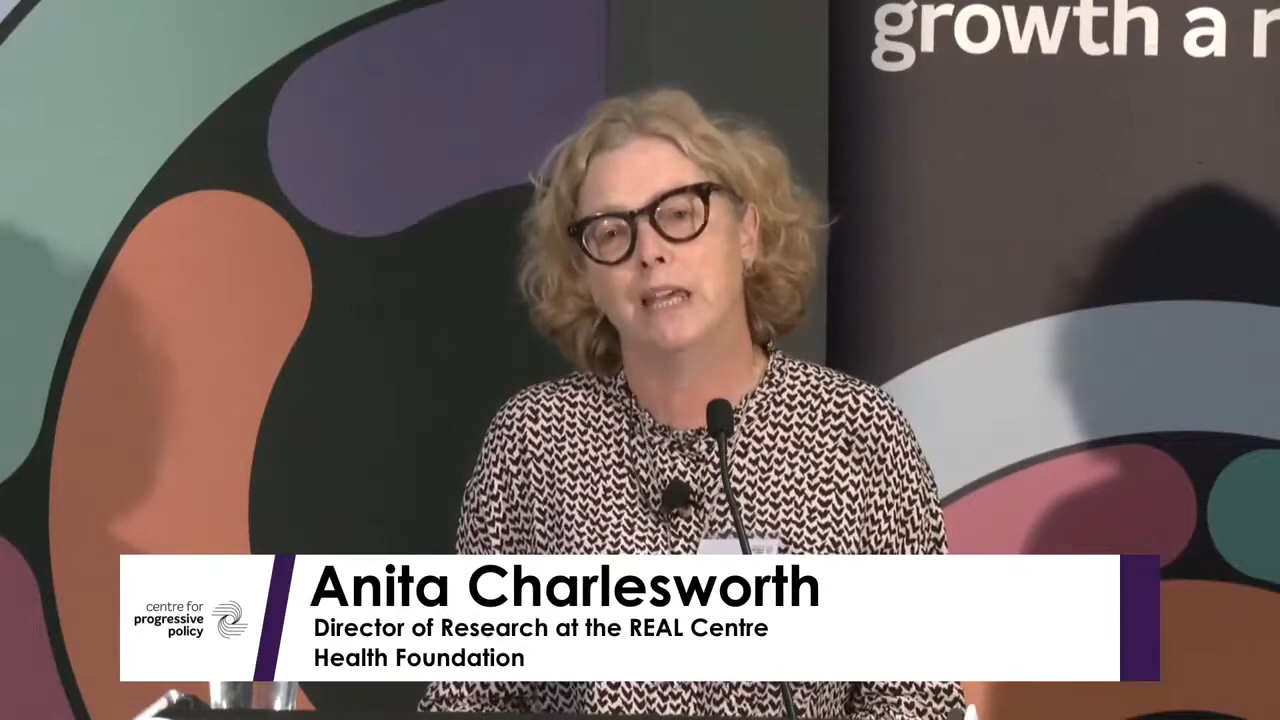 growth a
centre for
progressive
policy
Anita Charlesworth
Director of Research at the REAL Centre
Health Foundation